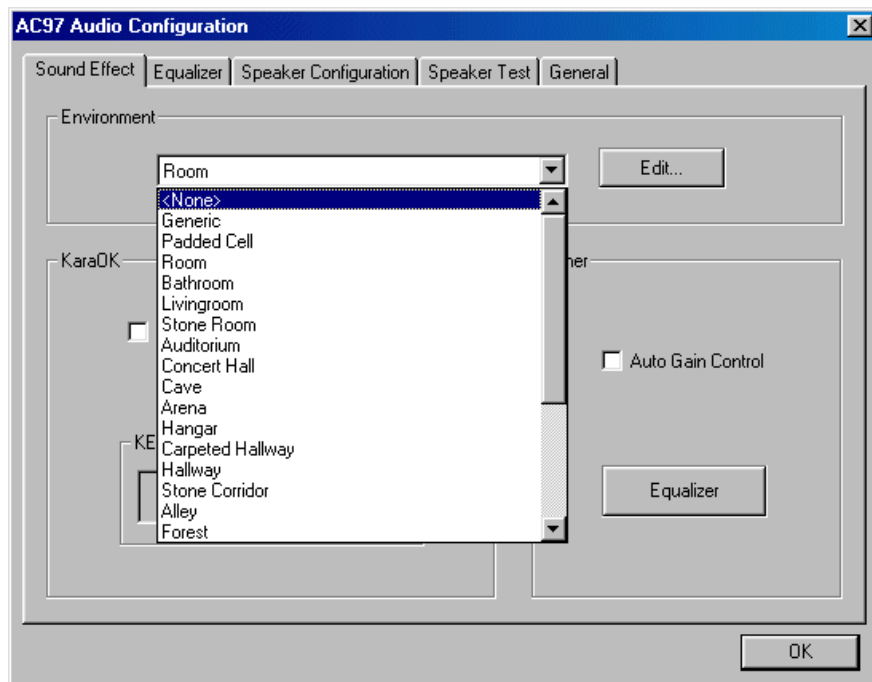 AC97 Audio Configuration
Sound Effect Equalizer Speaker Configuration Speaker Test General
Environment
Room Edit...
<None>
Generic
Padded Cell
KaraOK Room her
Bathroom
Livingroom
Stone Room
Auditorium
Auto Gain Control
Concert Hall
Cave
Arena
Hangar
KE Carpeted Hallway
Hallway
Stone Corridor Equalizer
Alley
Forest
OK